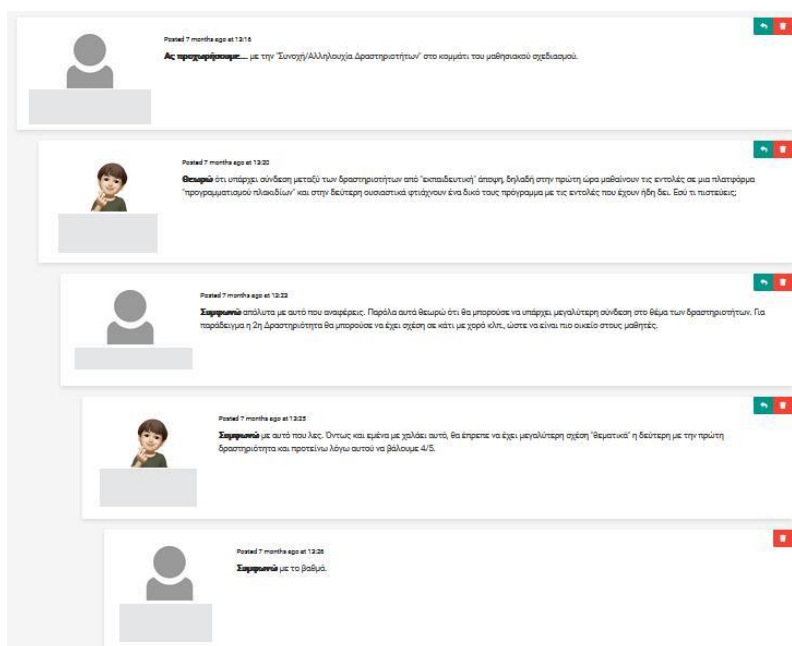 Posted 7 months ago at 13:16
Ας προχωρήσουμε.... με την "Συνοχή/Αλληλουχία Δραστηριοτήτων" στο κομμάτι του μαθησιακού σχεδιασμού.
Posted 7 months ago at 13:20
Θεωρώ ότι υπάρχει σύνδεση μεταξύ των δραστηριοτήτων από "εκπαιδευτική" άποψη, δηλαδή στην πρώτη ώρα μαθαίνουν τις εντολές σε μια πλατφόρμα
"προγραμματισμού πλακιδίων" και στην δεύτερη ουσιαστικά φτιάχνουν ένα δικό τους πρόγραμμα με τις εντολές που έχουν ήδη δει. Εσύ τι πιστεύεις;
Posted 7 months ago at 13:23
Συμφωνώ απόλυτα με αυτό που αναφέρεις. Παρόλα αυτά θεωρώ ότι θα μπορούσε να υπάρχει μεγαλύτερη σύνδεση στο θέμα των δραστηριοτήτων. Για
παράδειγμα η 2η Δραστηριότητα θα μπορούσε να έχει σχέση σε κάτι με χορό κλπ., ώστε να είναι πιο οικείο στους μαθητές.
Posted 7 months ago at 13:25
Συμφωνώ με αυτό που λες. Όντως και εμένα με χαλάει αυτό, θα έπρεπε να έχει μεγαλύτερη σχέση "θεματικά" η δεύτερη με την πρώτη
δραστηριότητα και προτείνω λόγω αυτού να βάλουμε 4/5.
Posted 7 months ago at 13:26
Συμφωνώ με το βαθμό.